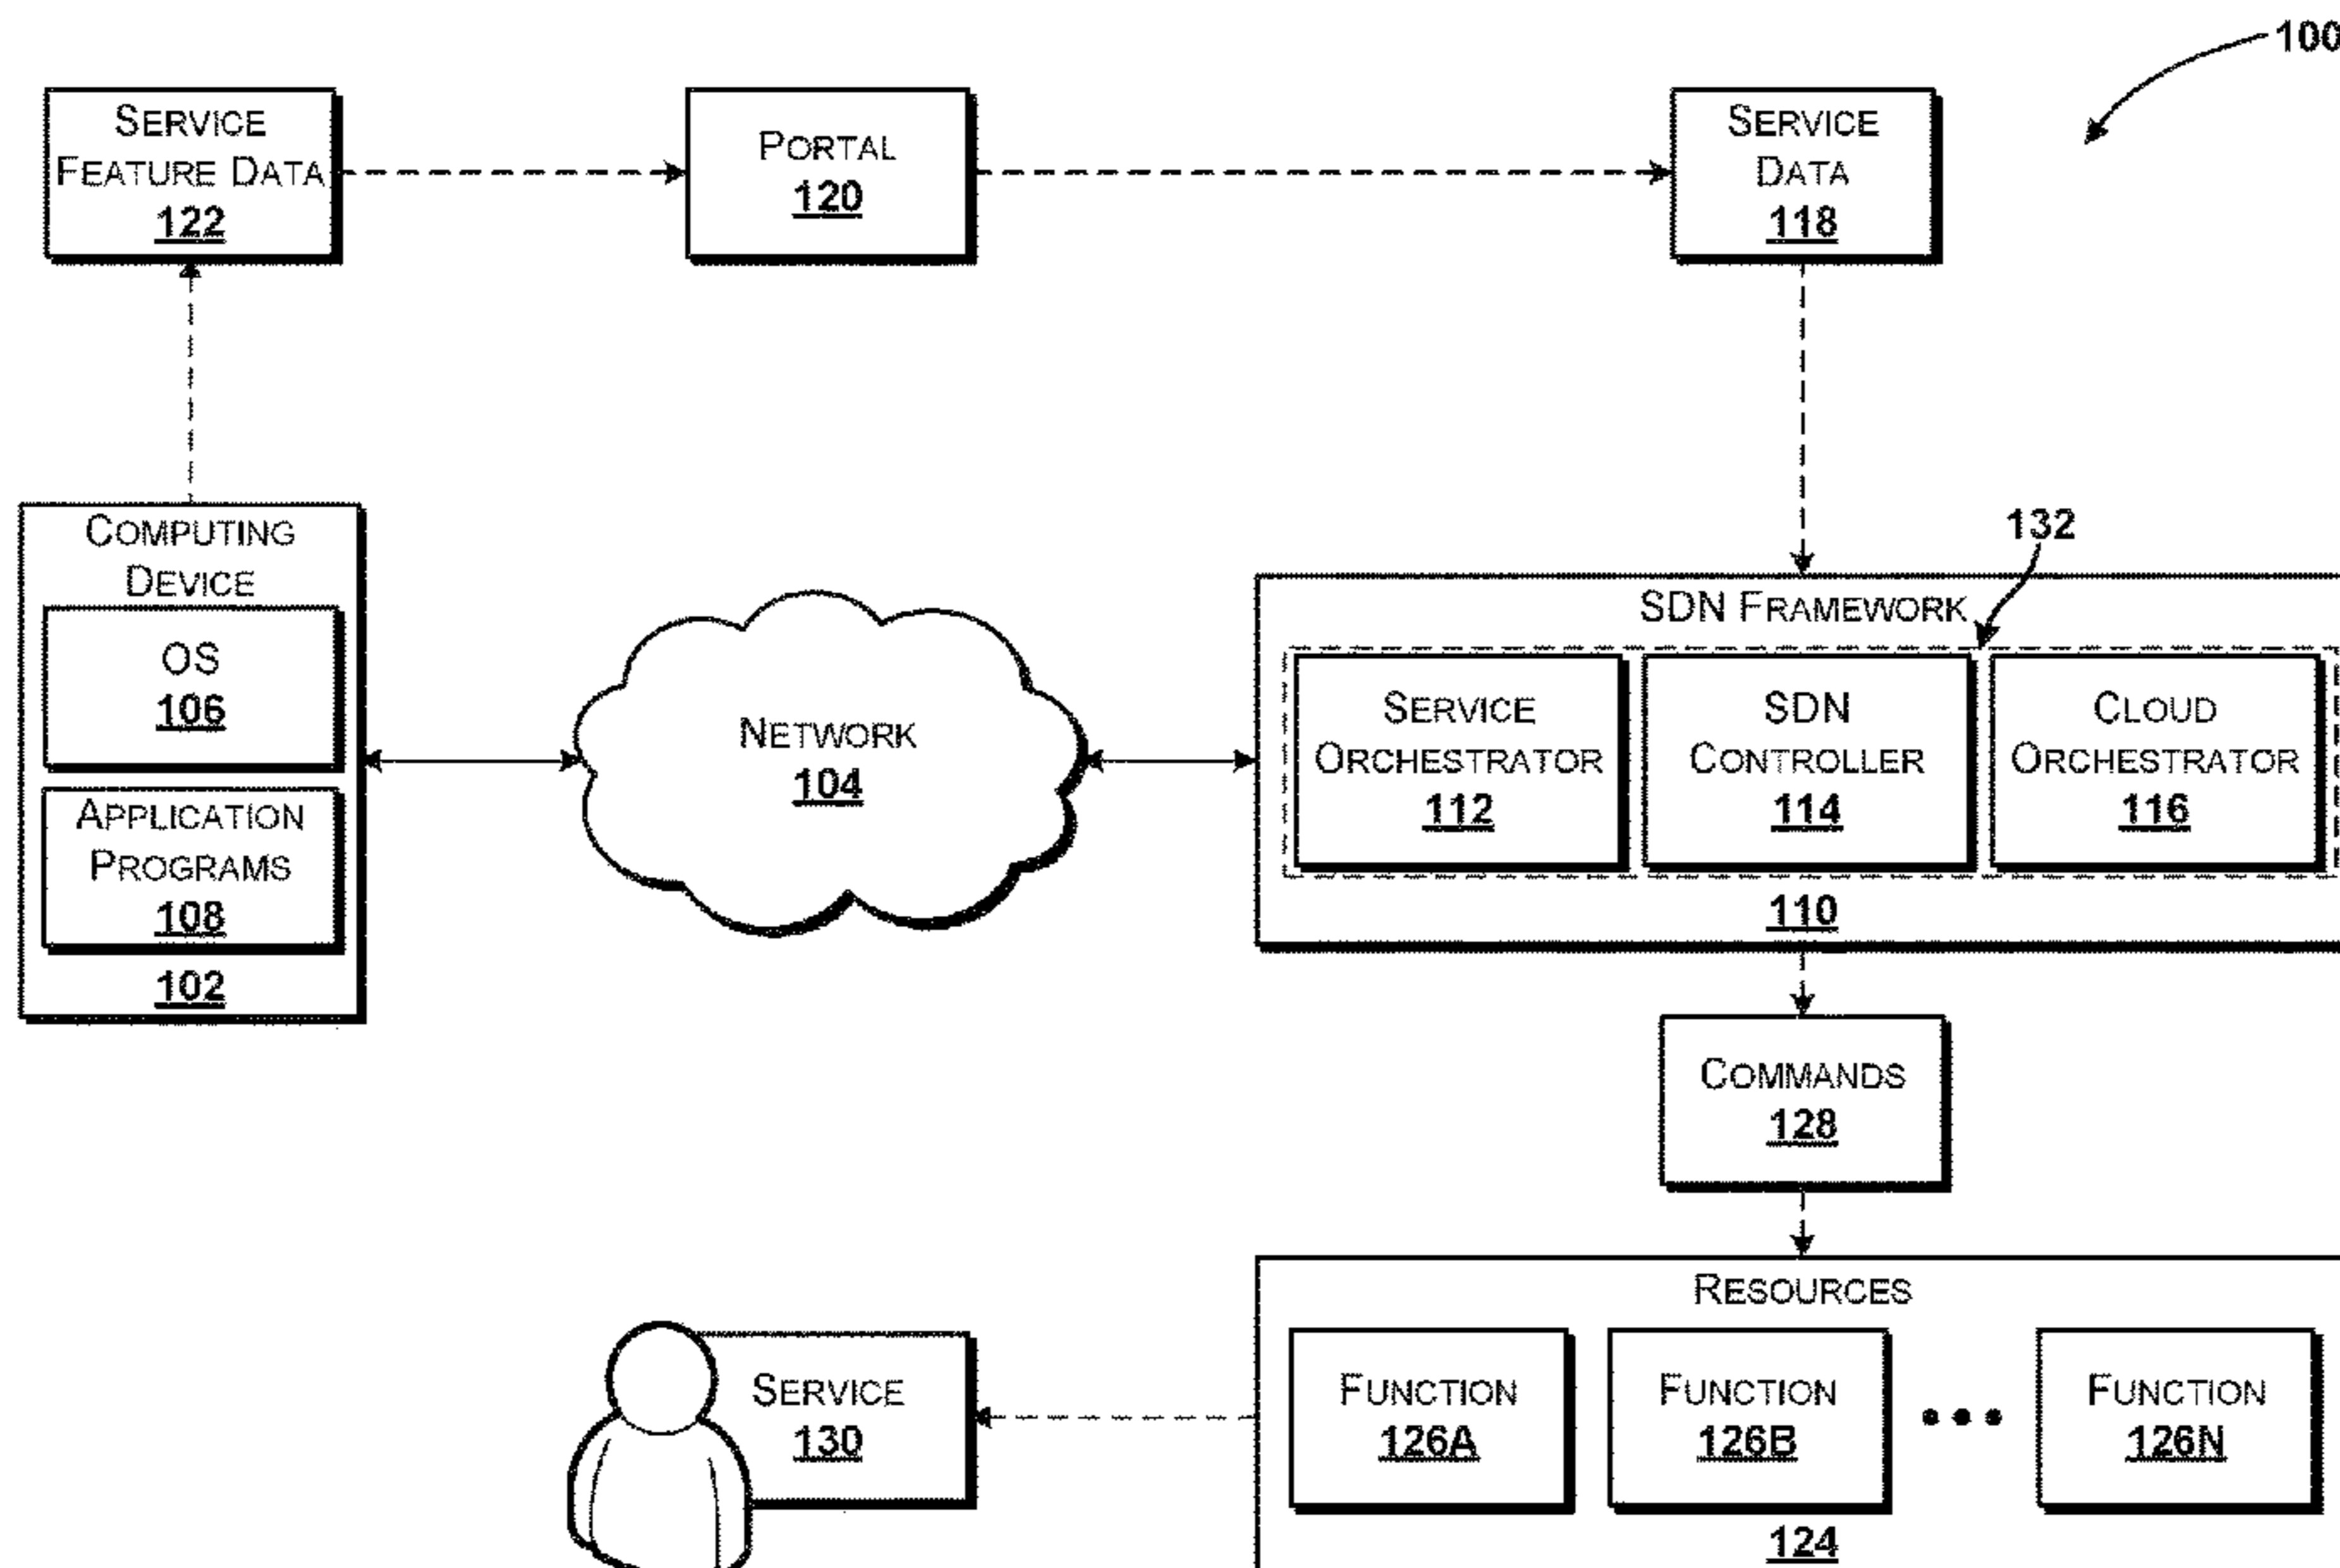 100
SERVICE
FEATURE DATA
122
PORTAL
120
SERVICE
DATA
118
COMPUTING
DEVICE
OS
106
APPLICATION
PROGRAMS
108
102
NETWORK
104
132
SDN FRAMEWORK
SERVICE
ORCHESTRATOR
112
SDN
CONTROLLER
114
CLOUD
ORCHESTRATOR
116
110
COMMANDS
128
RESOURCES
FUNCTION
126A
FUNCTION
126B
FUNCTION
126N
124
SERVICE
130